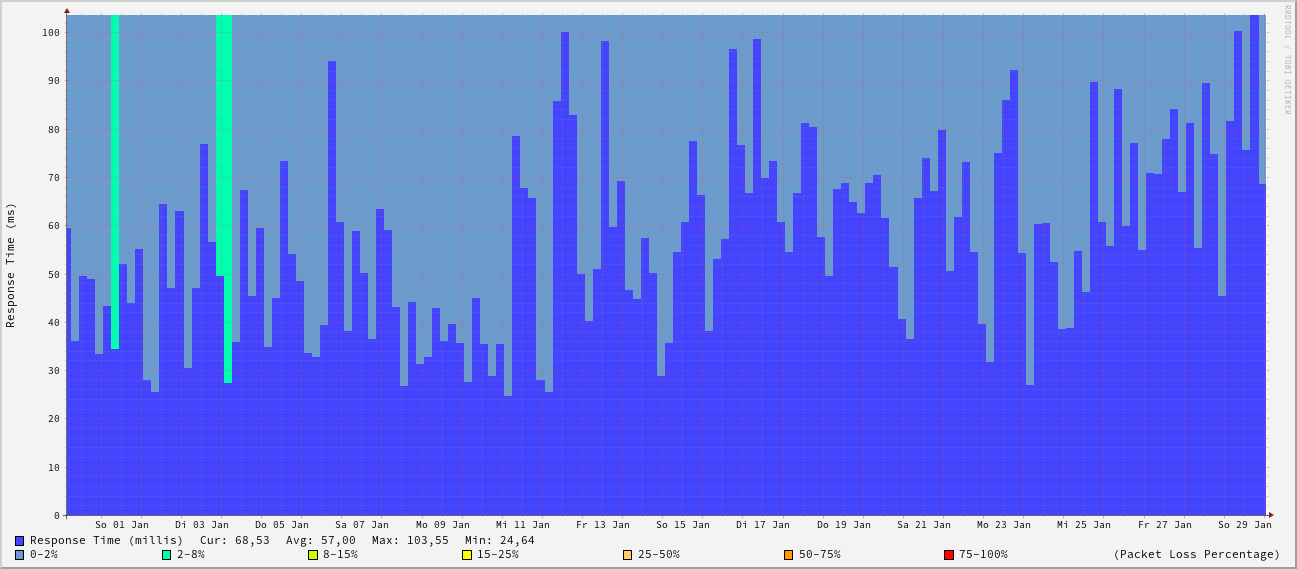 RRDTOOL / TOBI OETIKER
Response Time (ms)
100
90
80
70
60
50
40
30
20
10
0
So 01 Jan Di 03 Jan Do 05 Jan Sa 07 Jan Mo 09 Jan Mi 11 Jan Fr 13 Jan So 15 Jan Di 17 Jan Do 19 Jan Sa 21 Jan Mo 23 Jan Mi 25 Jan Fr 27 Jan So 29 Jan
Response Time (millis) Cur: 68,53 Avg: 57,00 Max: 103,55 Min: 24,64
0-2% 2-8% 8-15% 15-25% 25-50% 50-75% 75-100% (Packet Loss Percentage)